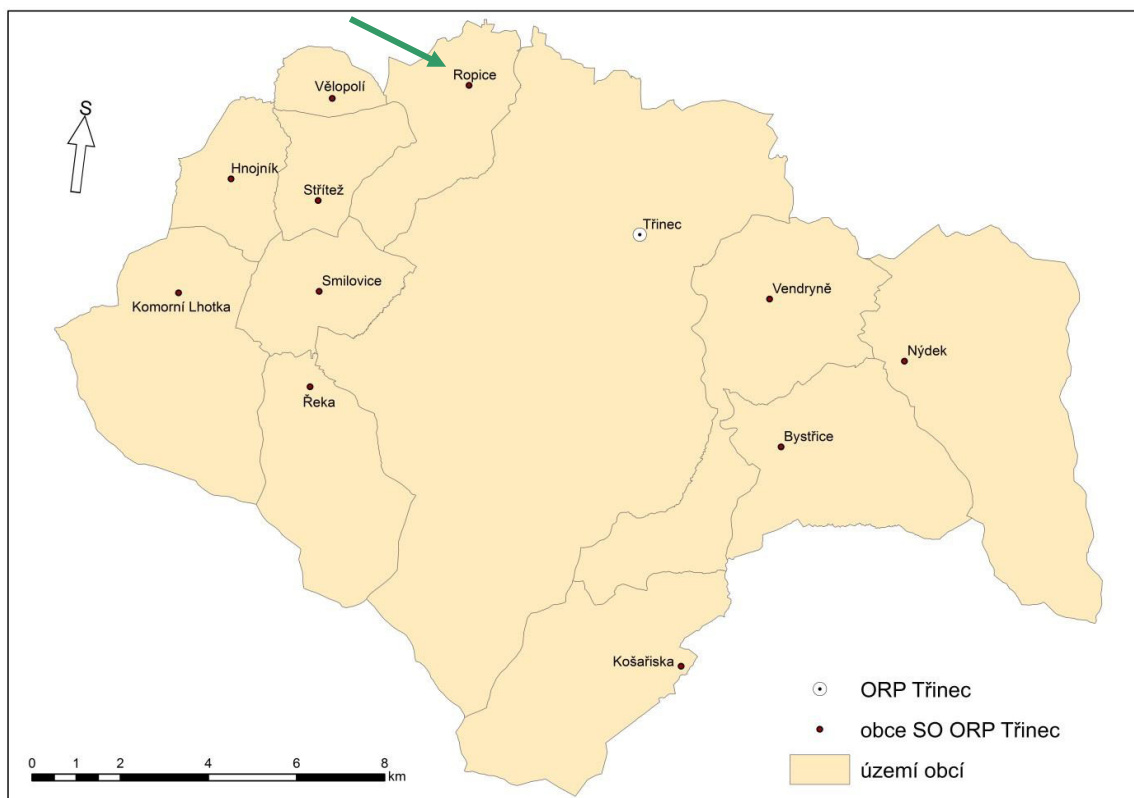 Ropice
Vělopolí
S
Hnojník
Střítež
Třinec
Smilovice
Komorní Lhotka
Vendryně
Nýdek
Řeka
Bystřice
Košařiska
ORP Třinec
obce SO ORP Třinec
území obcí
0 1 2 4 6 8
km